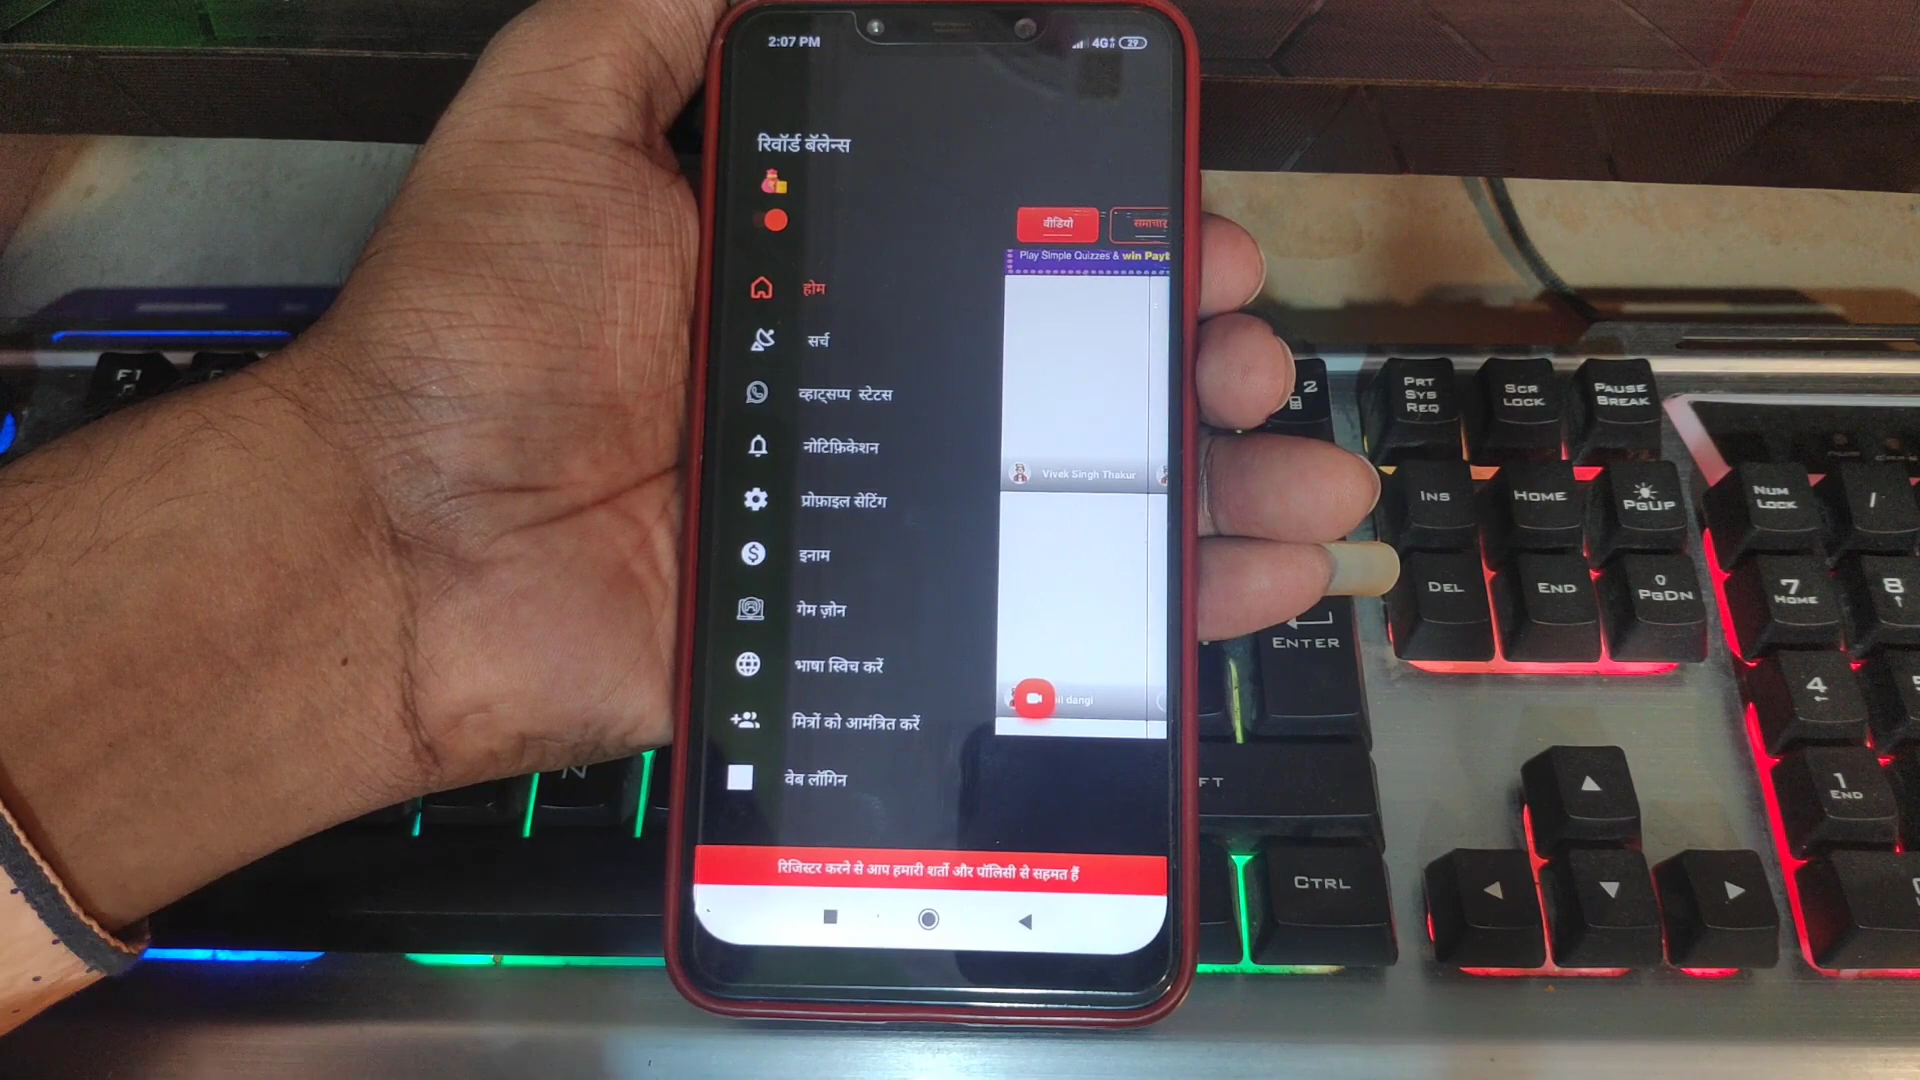 2:07 PM
4G
29
रिवॉर्ड बॅलेन्स
वीडियो
समाचार
Play Simple Quizzes & win Payt
होम
सर्च
व्हाट्सप्प स्टेटस
नोटिफ़िकेशन
Vivek Singh Thakur
प्रोफ़ाइल सेटिंग
इनाम
गेम ज़ोन
भाषा स्विच करें
dangi
मित्रों को आमंत्रित करें
वेब लॉगिन
रिजिस्टर करने से आप हमारी शर्तो और पॉलिसी से सहमत हैं
F1
2
PRT SYS REQ
SCR LOCK
PAUSE BREAK
INS
HOME
PGUP
NUM LOCK
/
DEL
END
PGDN
7 HOME
8
ENTER
4
N
FT
1 END
CTRL